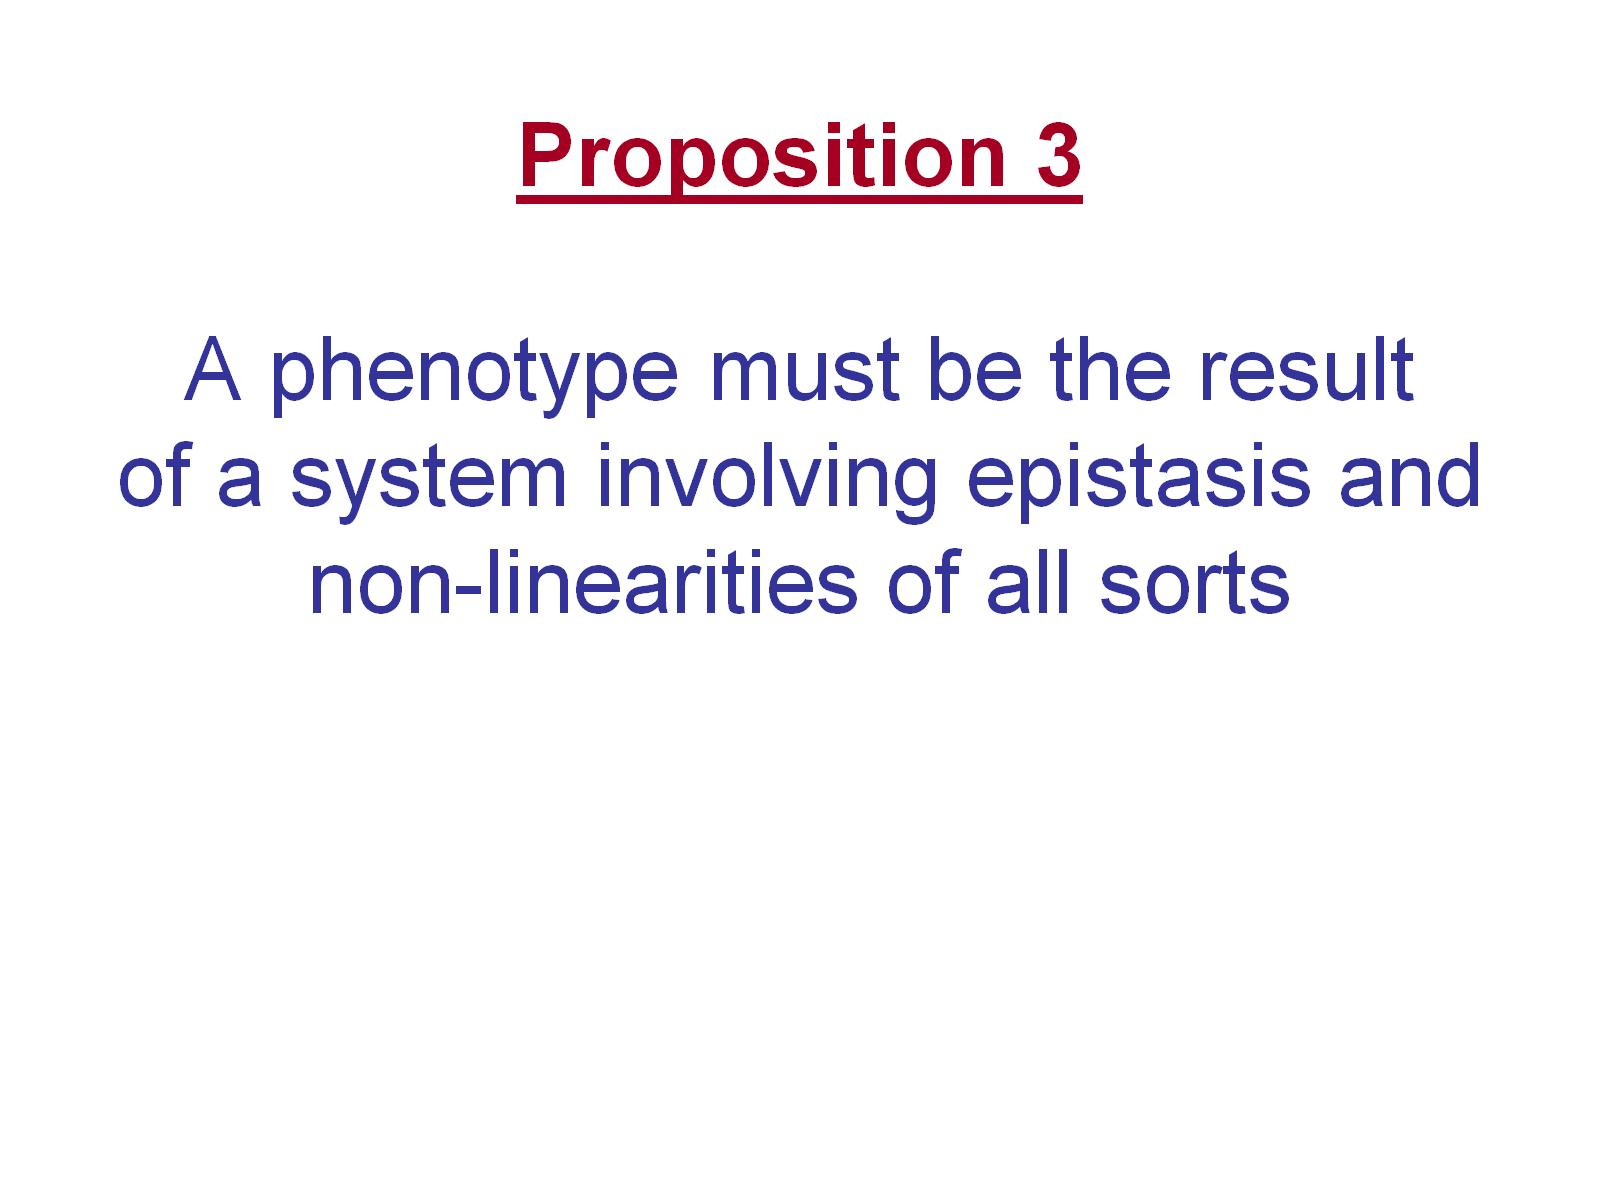 Proposition 3
A phenotype must be the result
of a system involving epistasis and
non-linearities of all sorts